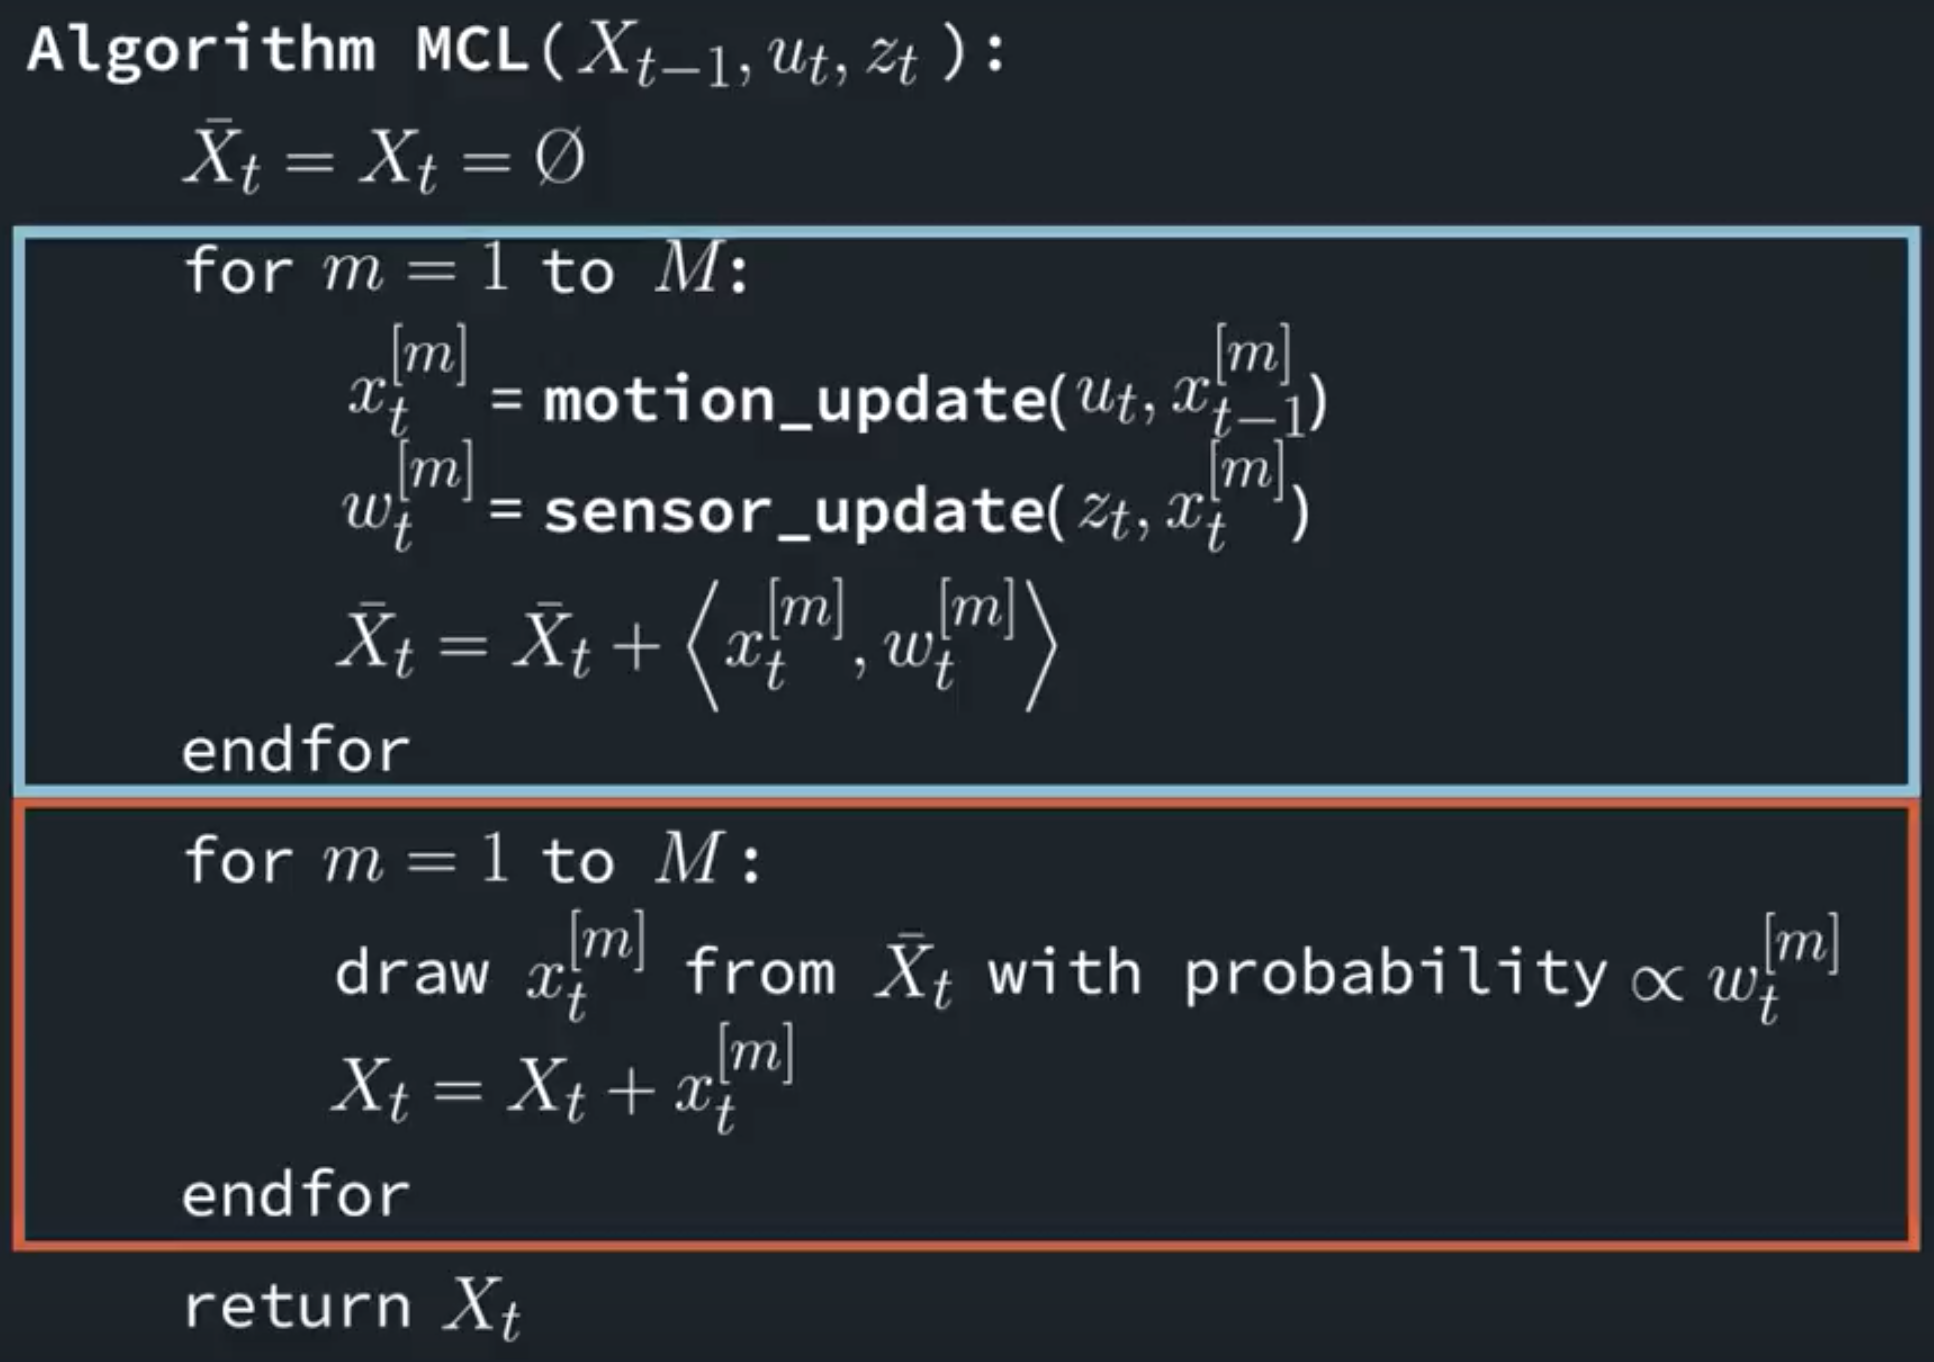 Algorithm MCL($X_{t-1}, u_t, z_t$):
$\bar{X}_t = X_t = \emptyset$
for $m = 1$ to $M$:
$x_t^{[m]}$ = motion_update($u_t, x_{t-1}^{[m]}$)
$w_t^{[m]}$ = sensor_update($z_t, x_t^{[m]}$)
$\bar{X}_t = \bar{X}_t + \left\langle x_t^{[m]}, w_t^{[m]} \right\rangle$
endfor
for $m = 1$ to $M$:
draw $x_t^{[m]}$ from $\bar{X}_t$ with probability $\propto w_t^{[m]}$
$X_t = X_t + x_t^{[m]}$
endfor
return $X_t$